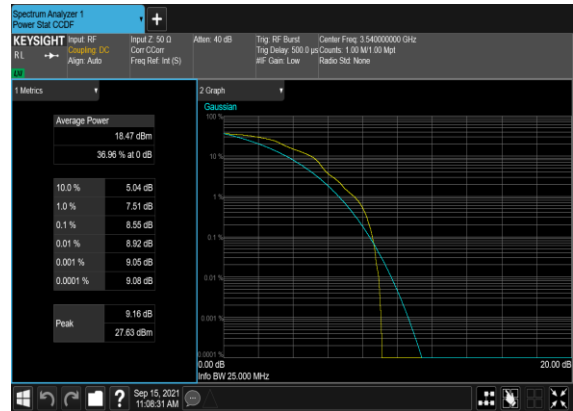 Spectrum Analyzer 1
Power Stat CCDF
+
KEYSIGHT Input: RF Input Z: 50 Ω Atten: 40 dB Trig: RF Burst Center Freq: 3.540000000 GHz
RL Coupling: DC Corr CCorr Trig Delay: 500.0 µs Counts: 1.00 M/1.00 Mpt
Align: Auto Freq Ref: Int (S) #IF Gain: Low Radio Std: None
LW
1 Metrics
2 Graph
Average Power
18.47 dBm
36.96 % at 0 dB
10.0 % 5.04 dB
1.0 % 7.51 dB
0.1 % 8.55 dB
0.01 % 8.92 dB
0.001 % 9.05 dB
0.0001 % 9.08 dB
Peak 9.16 dB
27.63 dBm
Gaussian
100 %
10 %
1 %
0.1 %
0.01 %
0.001 %
0.0001 %
0.00 dB 20.00 dB
Info BW 25.000 MHz
? Sep 15, 2021
11:08:31 AM